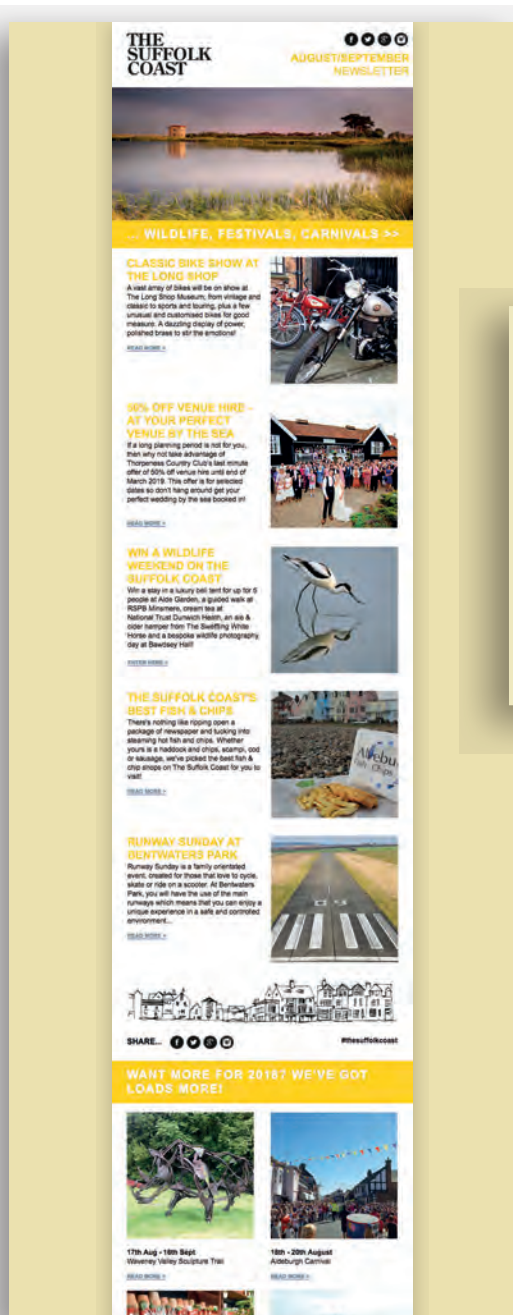 THE
SUFFOLK
COAST
AUGUST/SEPTEMBER
NEWSLETTER
... WILDLIFE, FESTIVALS, CARNIVALS >>
CLASSIC BIKE SHOW AT
THE LONG SHOP
A vast array of bikes will be on show at
The Long Shop Museum; from vintage and
classic to sports and touring, plus a few
unusual and customised bikes for good
measure. A dazzling display of power,
polished brass to stir the emotions!
READ MORE >
50% OFF VENUE HIRE –
AT YOUR PERFECT
VENUE BY THE SEA
If a long planning period is not for you,
then why not take advantage of
Thorpeness Country Club's last minute
offer of 50% off venue hire until end of
March 2019. This offer is for selected
dates so don't hang around get your
perfect wedding by the sea booked in!
READ MORE >
WIN A WILDLIFE
WEEKEND ON THE
SUFFOLK COAST
Win a stay in a luxury bell tent for up for 5
people at Alde Garden, a guided walk at
RSPB Minsmere, cream tea at
National Trust Dunwich Heath, an ale &
cider hamper from The Sweffling White
Horse and a bespoke wildlife photography
day at Bawdsey Hall!
ENTER HERE >
THE SUFFOLK COAST'S
BEST FISH & CHIPS
There's nothing like ripping open a
package of newspaper and tucking into
steaming hot fish and chips. Whether
yours is a haddock and chips, scampi, cod
or sausage, we've picked the best fish &
chip shops on The Suffolk Coast for you to
visit!
READ MORE >
Aldebu
Fish Chips
RUNWAY SUNDAY AT
BENTWATERS PARK
Runway Sunday is a family orientated
event, created for those that love to cycle,
skate or ride on a scooter. At Bentwaters
Park, you will have the use of the main
runways which means that you can enjoy a
unique experience in a safe and controlled
environment...
READ MORE >
SHARE...
#thesuffolkcoast
WANT MORE FOR 2018? WE'VE GOT
LOADS MORE!
17th Aug - 16th Sept
Waveney Valley Sculpture Trail
READ MORE >
18th - 20th August
Aldeburgh Carnival
READ MORE >